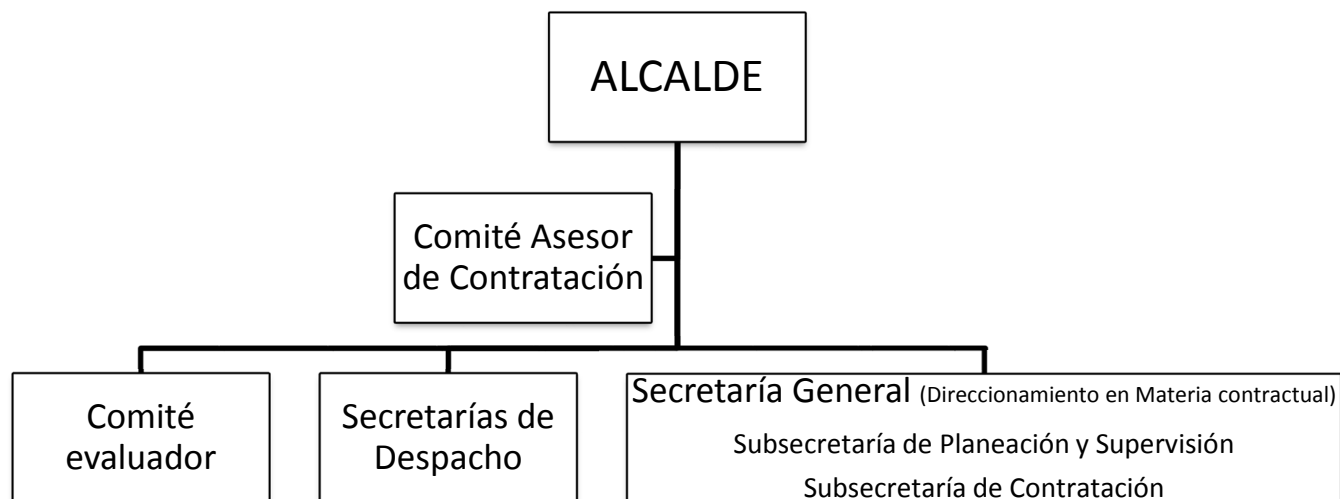 ALCALDE
Comité Asesor
de Contratación
Comité
evaluador
Secretarías de
Despacho
Secretaría General (Direccionamiento en Materia contractual)
Subsecretaría de Planeación y Supervisión
Subsecretaría de Contratación